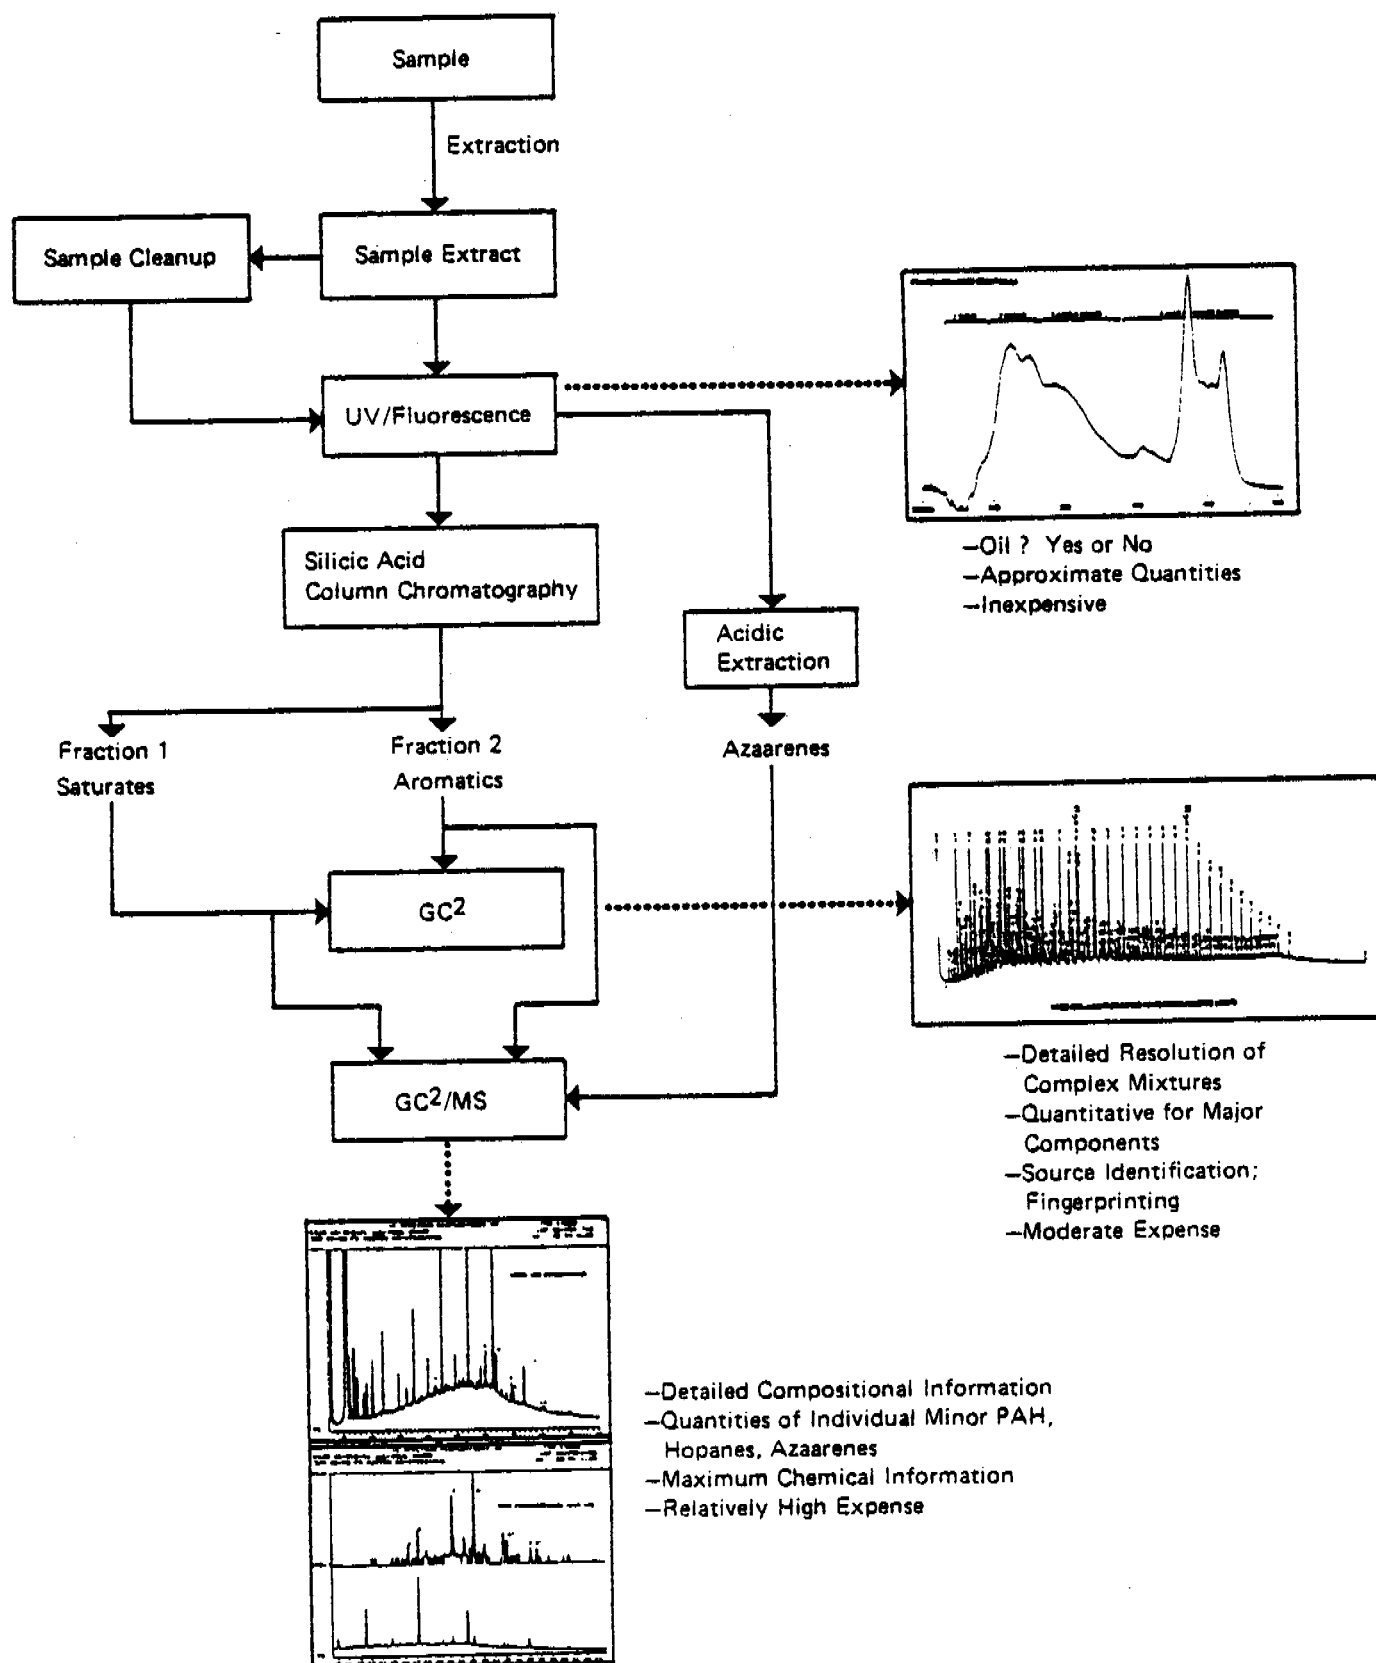 Sample
Extraction
Sample Cleanup
Sample Extract
UV/Fluorescence
—Oil ? Yes or No
—Approximate Quantities
—Inexpensive
Silicic Acid
Column Chromatography
Acidic
Extraction
Fraction 1
Saturates
Fraction 2
Aromatics
Azaarenes
GC²
—Detailed Resolution of
Complex Mixtures
—Quantitative for Major
Components
—Source Identification;
Fingerprinting
—Moderate Expense
GC²/MS
—Detailed Compositional Information
—Quantities of Individual Minor PAH,
Hopanes, Azaarenes
—Maximum Chemical Information
—Relatively High Expense